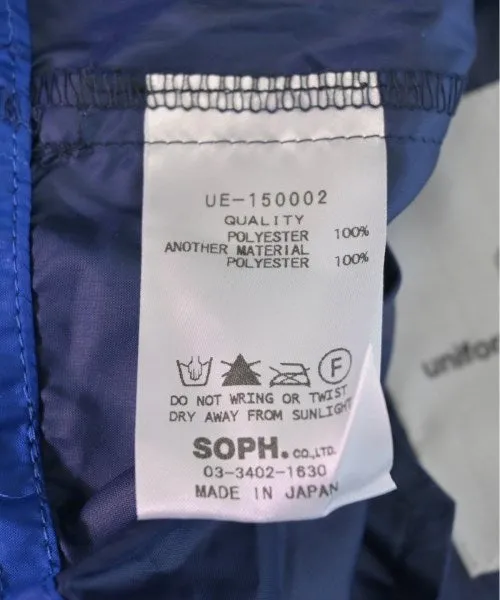 UE-150002
QUALITY
POLYESTER 100%
ANOTHER MATERIAL
POLYESTER 100%
F
DO NOT WRING OR TWIST
DRY AWAY FROM SUNLIGHT
SOPH.CO.,LTD.
03-3402-1630
MADE IN JAPAN